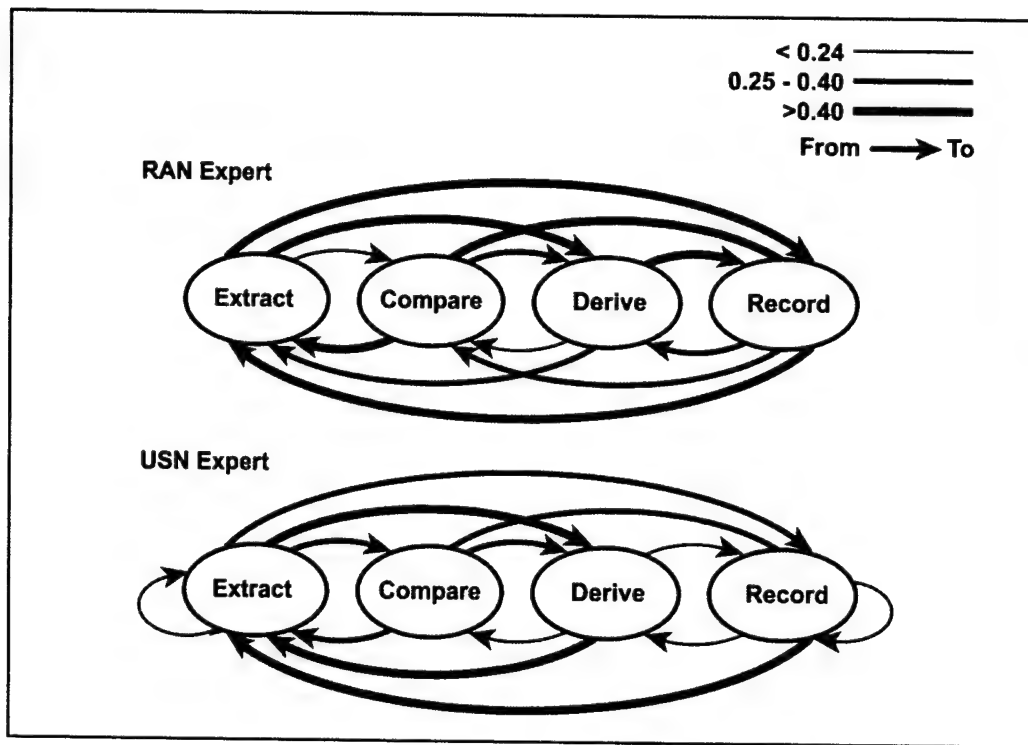 < 0.24
0.25 - 0.40
>0.40
From To
RAN Expert
Extract Compare Derive Record
USN Expert
Extract Compare Derive Record